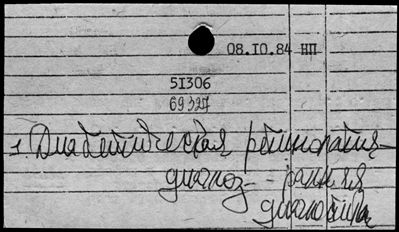 08.10.84 НП
51306
69327
1. Диабетическая ретинопатия –
диагноз – ранняя
диагностика